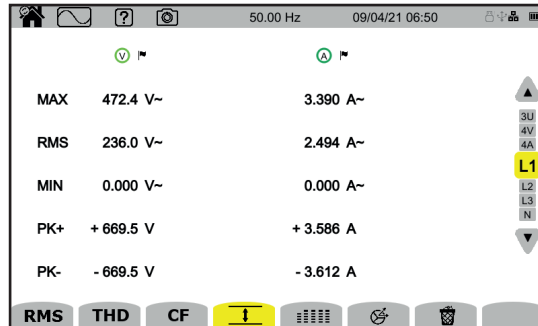 ? 50.00 Hz 09/04/21 06:50
V A
MAX 472.4 V~ 3.390 A~
RMS 236.0 V~ 2.494 A~
MIN 0.000 V~ 0.000 A~
PK+ + 669.5 V + 3.586 A
PK- - 669.5 V - 3.612 A
3U
4V
4A
L1
L2
L3
N
RMS THD CF